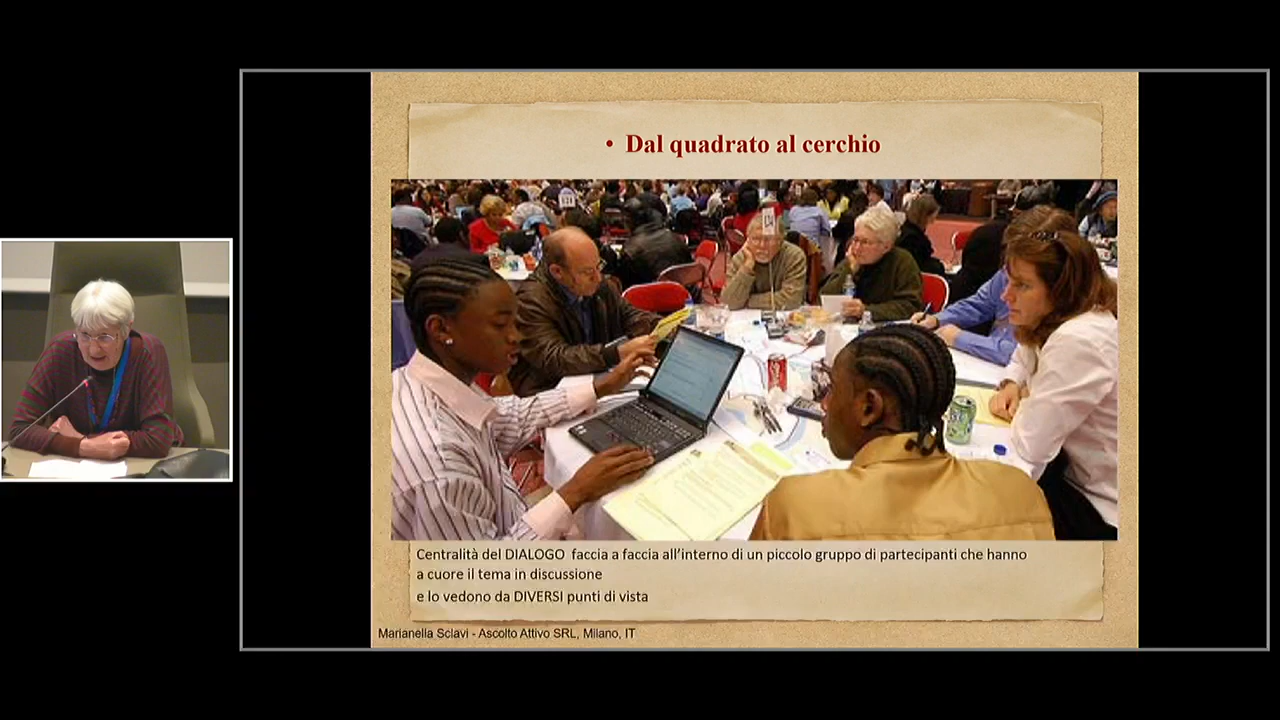 • Dal quadrato al cerchio
Centralità del DIALOGO faccia a faccia all'interno di un piccolo gruppo di partecipanti che hanno
a cuore il tema in discussione
e lo vedono da DIVERSI punti di vista
Marianella Sclavi - Ascolto Attivo SRL, Milano, IT